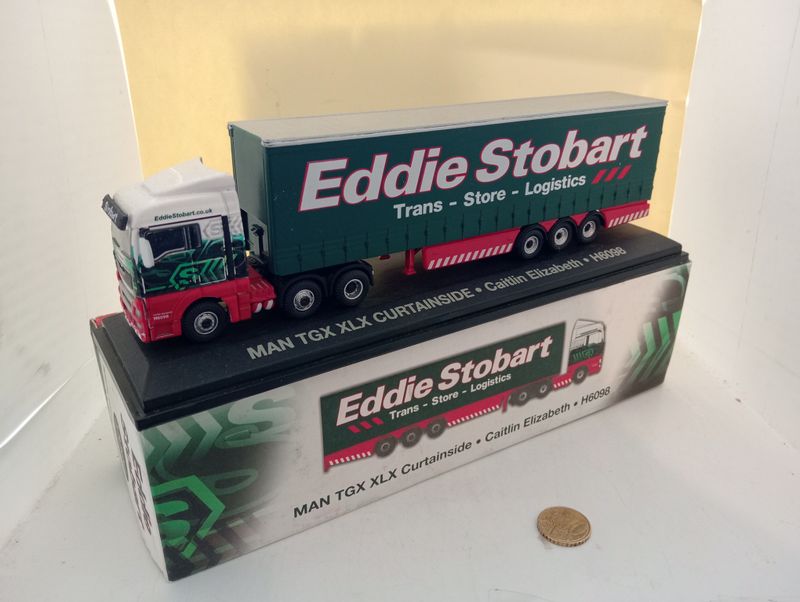 Eddie Stobart
Trans - Store - Logistics
EddieStobart.co.uk
H6098
MAN TGX XLX CURTAINSIDE • Caitlin Elizabeth • H6098
Eddie Stobart
Trans - Store - Logistics
MAN TGX XLX Curtainside • Caitlin Elizabeth • H6098